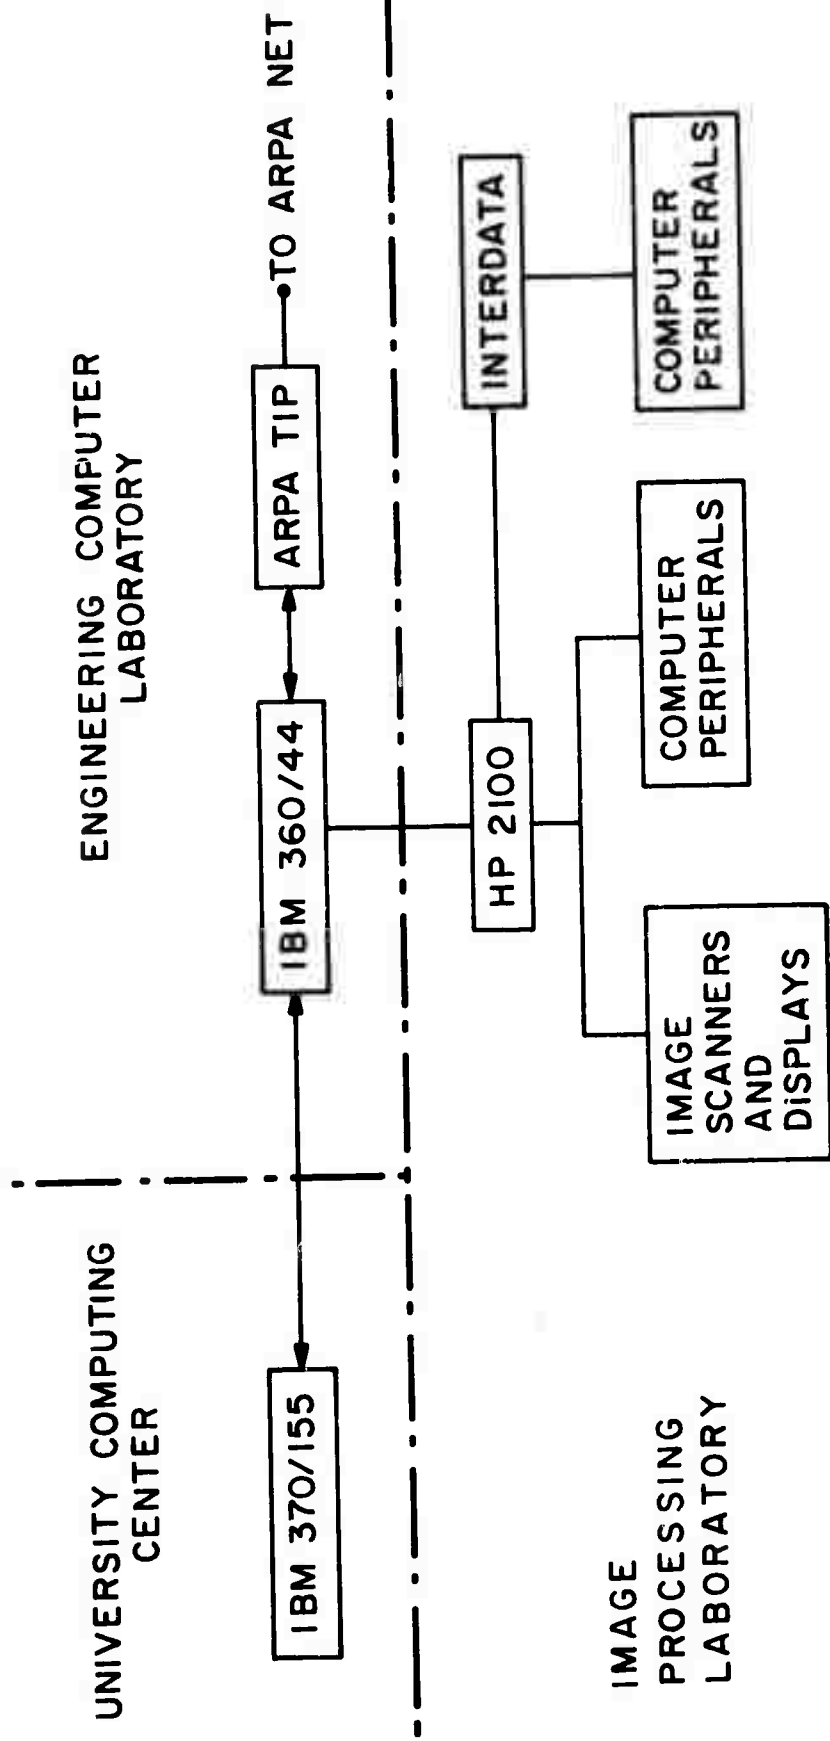 UNIVERSITY COMPUTING
CENTER
ENGINEERING COMPUTER
LABORATORY
IBM 370/155
IBM 360/44
ARPA TIP
TO ARPA NET
HP 2100
INTERDATA
IMAGE
SCANNERS
AND
DiSPLAYS
COMPUTER
PERIPHERALS
COMPUTER
PERIPHERALS
IMAGE
PROCESSING
LABORATORY